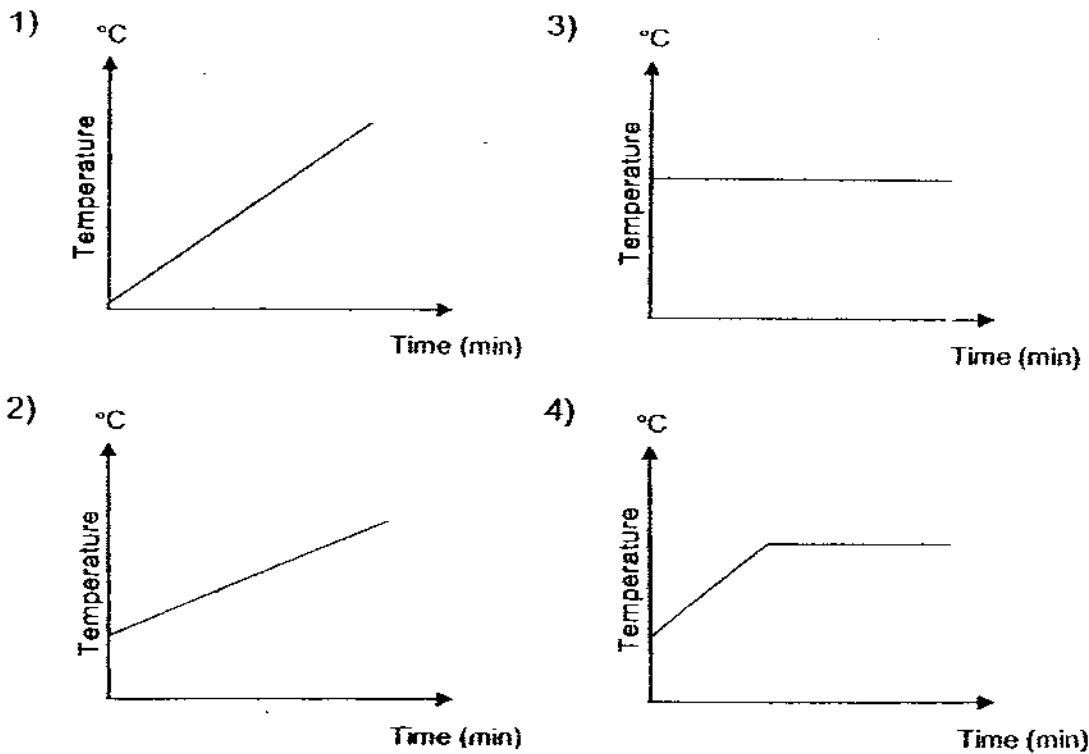 1)
°C
Temperature
Time (min)
3)
°C
Temperature
Time (min)
2)
°C
Temperature
Time (min)
4)
°C
Temperature
Time (min)